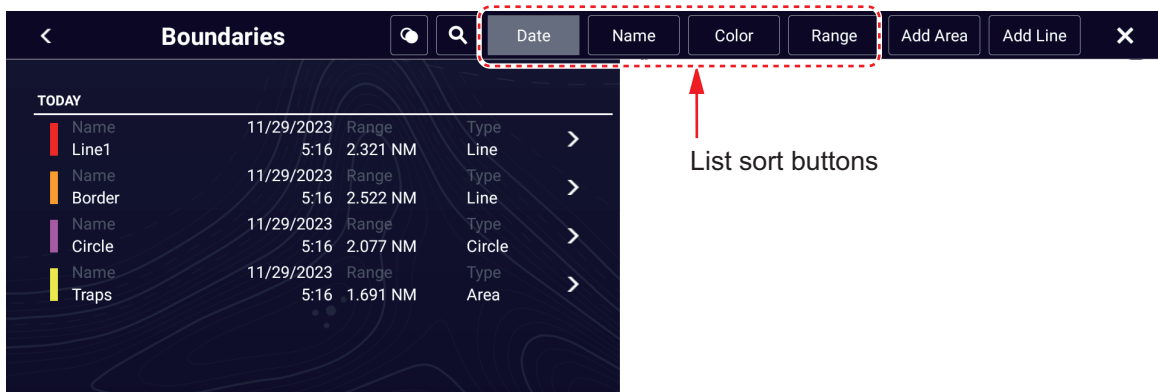 Boundaries Date Name Color Range Add Area Add Line
TODAY
Name 11/29/2023 Range Type
Line1 5:16 2.321 NM Line
Name 11/29/2023 Range Type
Border 5:16 2.522 NM Line
Name 11/29/2023 Range Type
Circle 5:16 2.077 NM Circle
Name 11/29/2023 Range Type
Traps 5:16 1.691 NM Area
List sort buttons